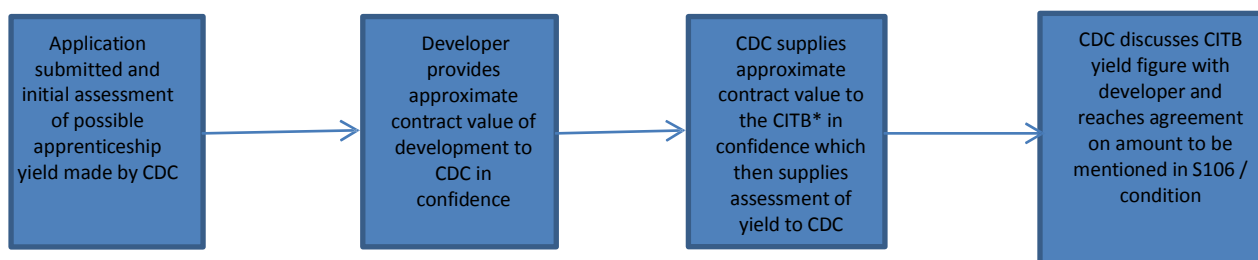 Application
submitted and
initial assessment
of possible
apprenticeship
yield made by CDC
Developer
provides
approximate
contract value of
development to
CDC in
confidence
CDC supplies
approximate
contract value to
the CITB* in
confidence which
then supplies
assessment of
yield to CDC
CDC discusses CITB
yield figure with
developer and
reaches agreement
on amount to be
mentioned in S106 /
condition